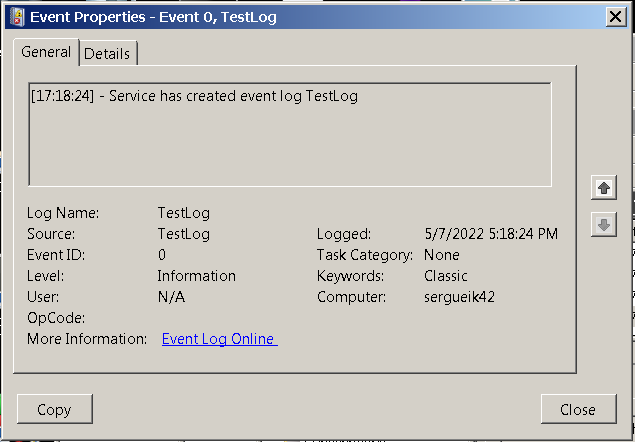 Event Properties - Event 0, TestLog
General Details
[17:18:24] - Service has created event log TestLog
Log Name: TestLog
Source: TestLog Logged: 5/7/2022 5:18:24 PM
Event ID: 0 Task Category: None
Level: Information Keywords: Classic
User: N/A Computer: sergueik42
OpCode:
More Information: Event Log Online
Copy Close